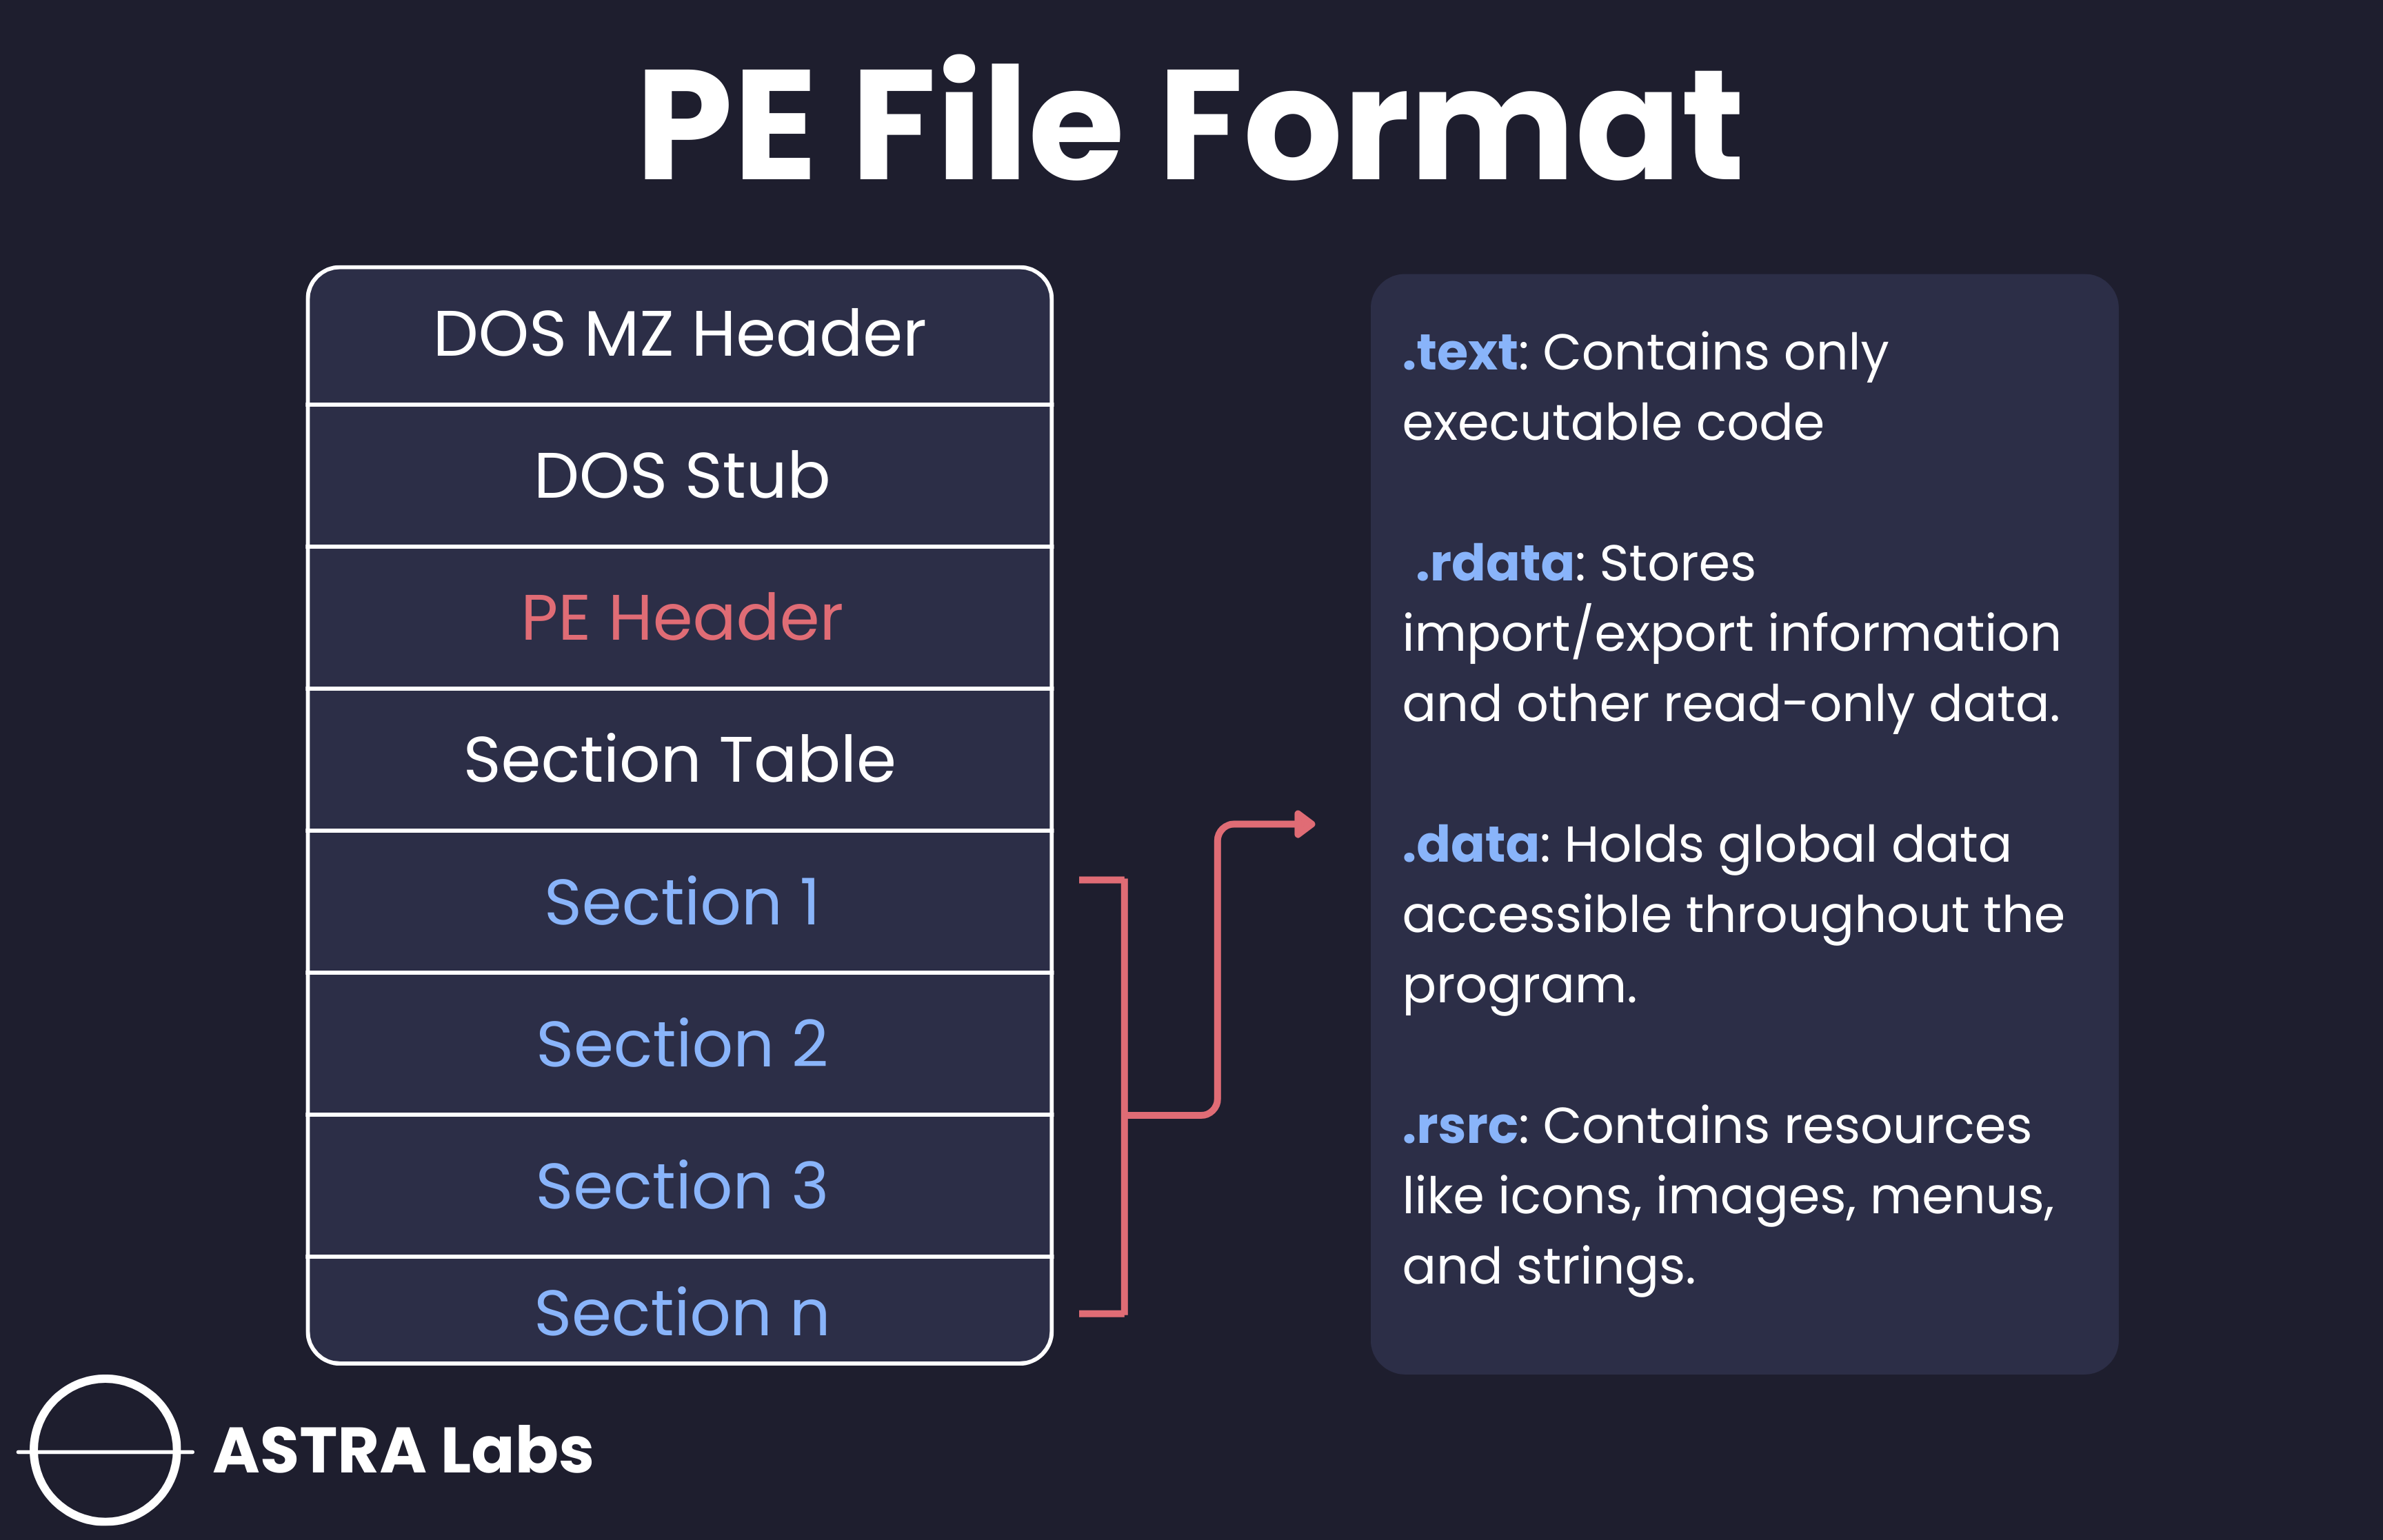 PE File Format
DOS MZ Header
DOS Stub
PE Header
Section Table
Section 1
Section 2
Section 3
Section n
.text: Contains only
executable code
.rdata: Stores
import/export information
and other read-only data.
.data: Holds global data
accessible throughout the
program.
.rsrc: Contains resources
like icons, images, menus,
and strings.
ASTRA Labs